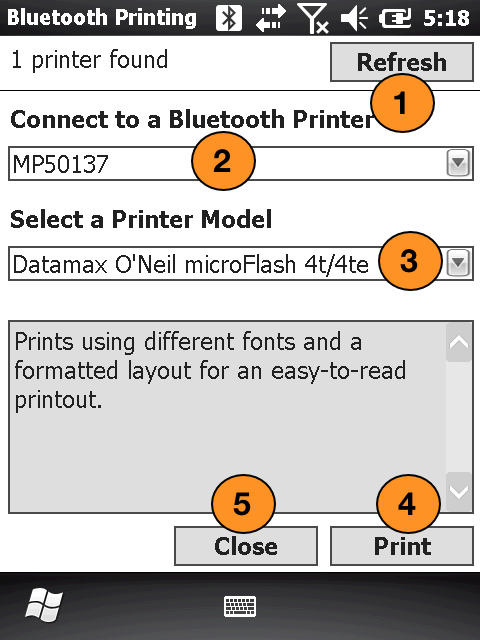 Bluetooth Printing 5:18
1 printer found Refresh
1
Connect to a Bluetooth Printer
2
MP50137
Select a Printer Model
Datamax O'Neil microFlash 4t/4te 3
Prints using different fonts and a
formatted layout for an easy-to-read
printout.
5 4
Close Print